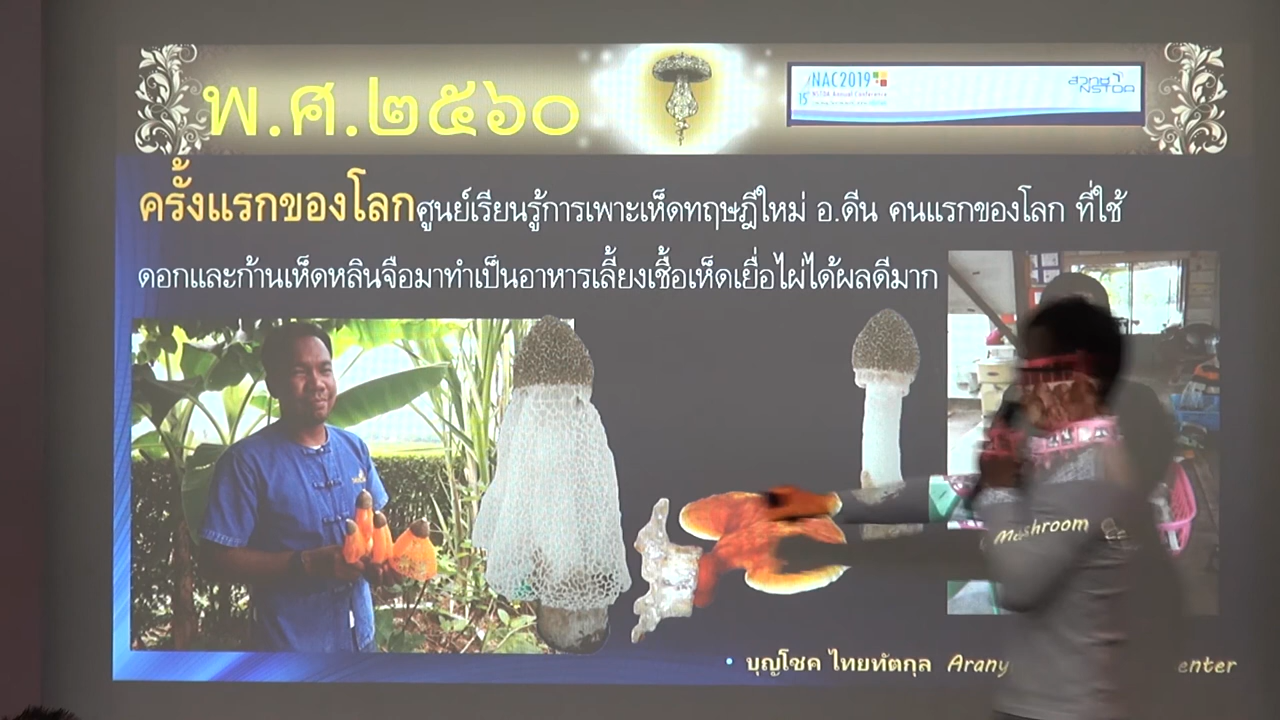 พ.ศ.๒๕๖๐
NAC2019
15
NSTDA Annual Conference
สวทช
NSTDA
ครั้งแรกของโลกศูนย์เรียนรู้การเพาะเห็ดทฤษฎีใหม่ อ.ดีน คนแรกของโลก ที่ใช้
ดอกและก้านเห็ดหลินจือมาทำเป็นอาหารเลี้ยงเชื้อเห็ดเยื่อไผ่ได้ผลดีมาก
Mushroom
• บุญโชค ไทยทัตกุล